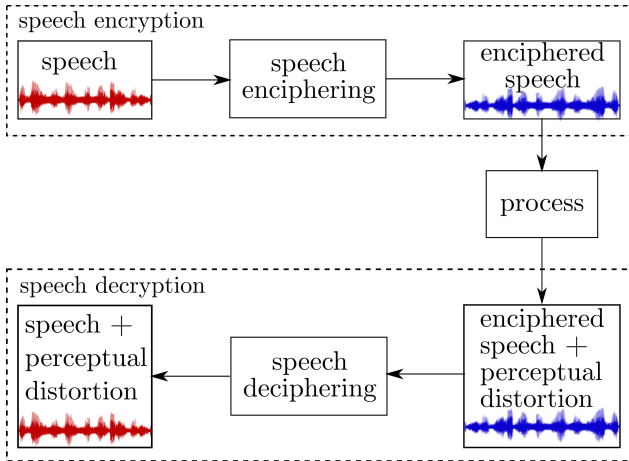 speech encryption
speech
speech
enciphering
enciphered
speech
process
speech decryption
speech +
perceptual
distortion
speech
deciphering
enciphered
speech +
perceptual
distortion